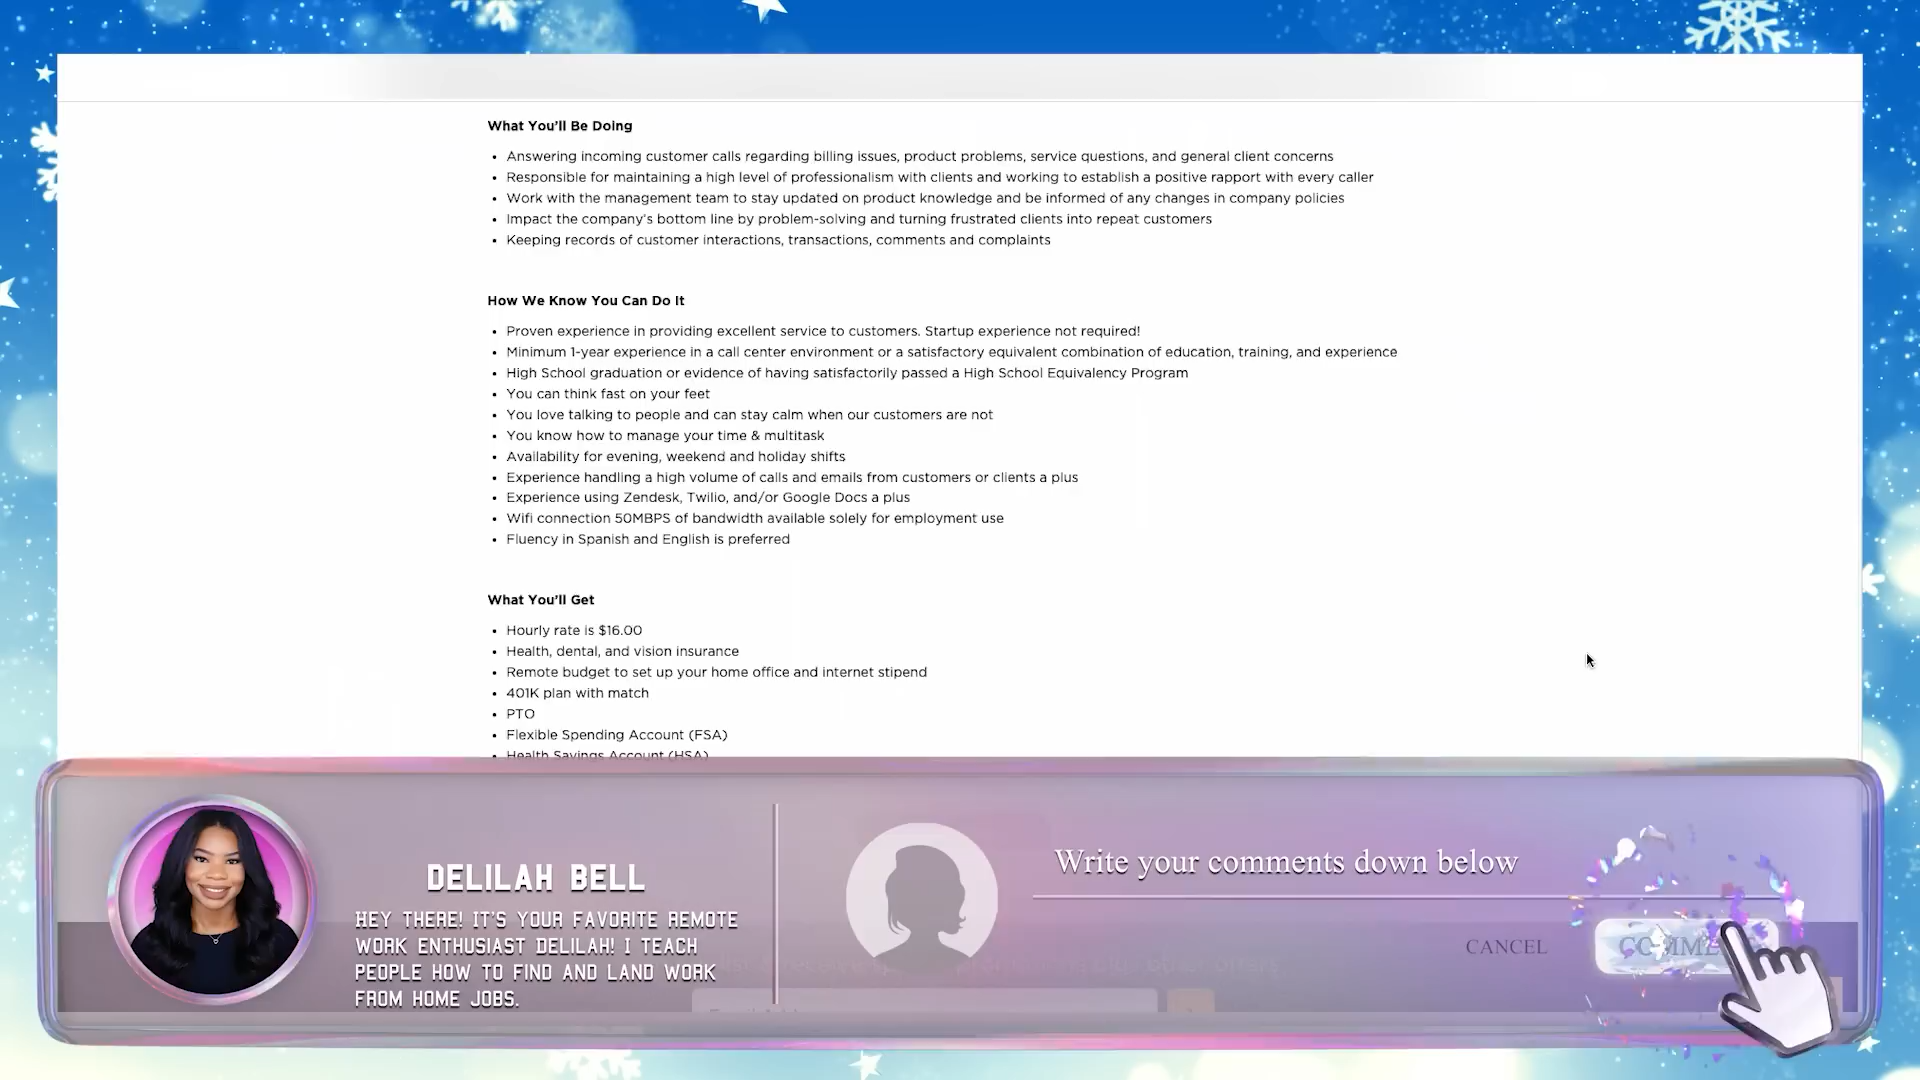 What You'll Be Doing
Answering incoming customer calls regarding billing issues, product problems, service questions, and general client concerns
Responsible for maintaining a high level of professionalism with clients and working to establish a positive rapport with every caller
Work with the management team to stay updated on product knowledge and be informed of any changes in company policies
Impact the company's bottom line by problem-solving and turning frustrated clients into repeat customers
Keeping records of customer interactions, transactions, comments and complaints
How We Know You Can Do It
Proven experience in providing excellent service to customers. Startup experience not required!
Minimum 1-year experience in a call center environment or a satisfactory equivalent combination of education, training, and experience
High School graduation or evidence of having satisfactorily passed a High School Equivalency Program
You can think fast on your feet
You love talking to people and can stay calm when our customers are not
You know how to manage your time & multitask
Availability for evening, weekend and holiday shifts
Experience handling a high volume of calls and emails from customers or clients a plus
Experience using Zendesk, Twilio, and/or Google Docs a plus
Wifi connection 50MBPS of bandwidth available solely for employment use
Fluency in Spanish and English is preferred
What You'll Get
Hourly rate is $16.00
Health, dental, and vision insurance
Remote budget to set up your home office and internet stipend
401K plan with match
PTO
Flexible Spending Account (FSA)
Health Savings Account (HSA)
DELILAH BELL
HEY THERE! IT'S YOUR FAVORITE REMOTE
WORK ENTHUSIAST DELILAH! I TEACH
PEOPLE HOW TO FIND AND LAND WORK
FROM HOME JOBS.
Write your comments down below
CANCEL